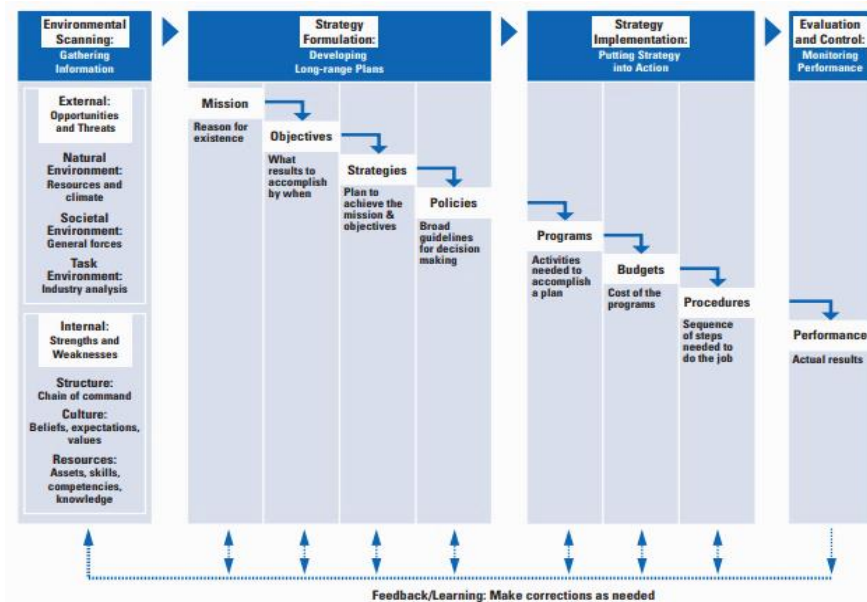 Environmental
Scanning:
Gathering
Information
Strategy
Formulation:
Developing
Long-range Plans
Strategy
Implementation:
Putting Strategy
into Action
Evaluation
and Control:
Monitoring
Performance
External:
Opportunities
and Threats
Natural
Environment:
Resources and
climate
Societal
Environment:
General forces
Task
Environment:
Industry analysis
Internal:
Strengths and
Weaknesses
Structure:
Chain of command
Culture:
Beliefs, expectations,
values
Resources:
Assets, skills,
competencies,
knowledge
Mission
Reason for
existence
Objectives
What
results to
accomplish
by when
Strategies
Plan to
achieve the
mission &
objectives
Policies
Broad
guidelines
for decision
making
Programs
Activities
needed to
accomplish
a plan
Budgets
Cost of the
programs
Procedures
Sequence
of steps
needed to
do the job
Performance
Actual results
Feedback/Learning: Make corrections as needed